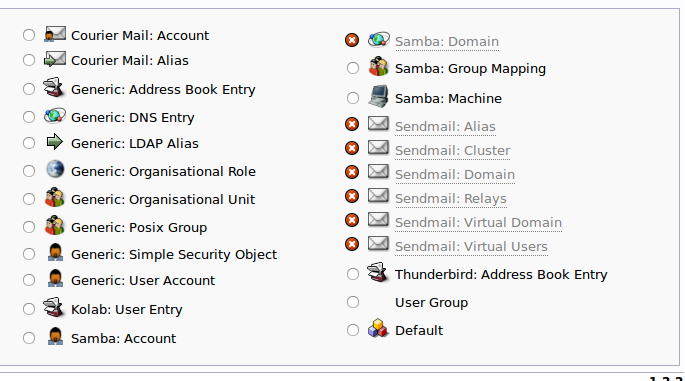 Courier Mail: Account
Courier Mail: Alias
Generic: Address Book Entry
Generic: DNS Entry
Generic: LDAP Alias
Generic: Organisational Role
Generic: Organisational Unit
Generic: Posix Group
Generic: Simple Security Object
Generic: User Account
Kolab: User Entry
Samba: Account
Samba: Domain
Samba: Group Mapping
Samba: Machine
Sendmail: Alias
Sendmail: Cluster
Sendmail: Domain
Sendmail: Relays
Sendmail: Virtual Domain
Sendmail: Virtual Users
Thunderbird: Address Book Entry
User Group
Default